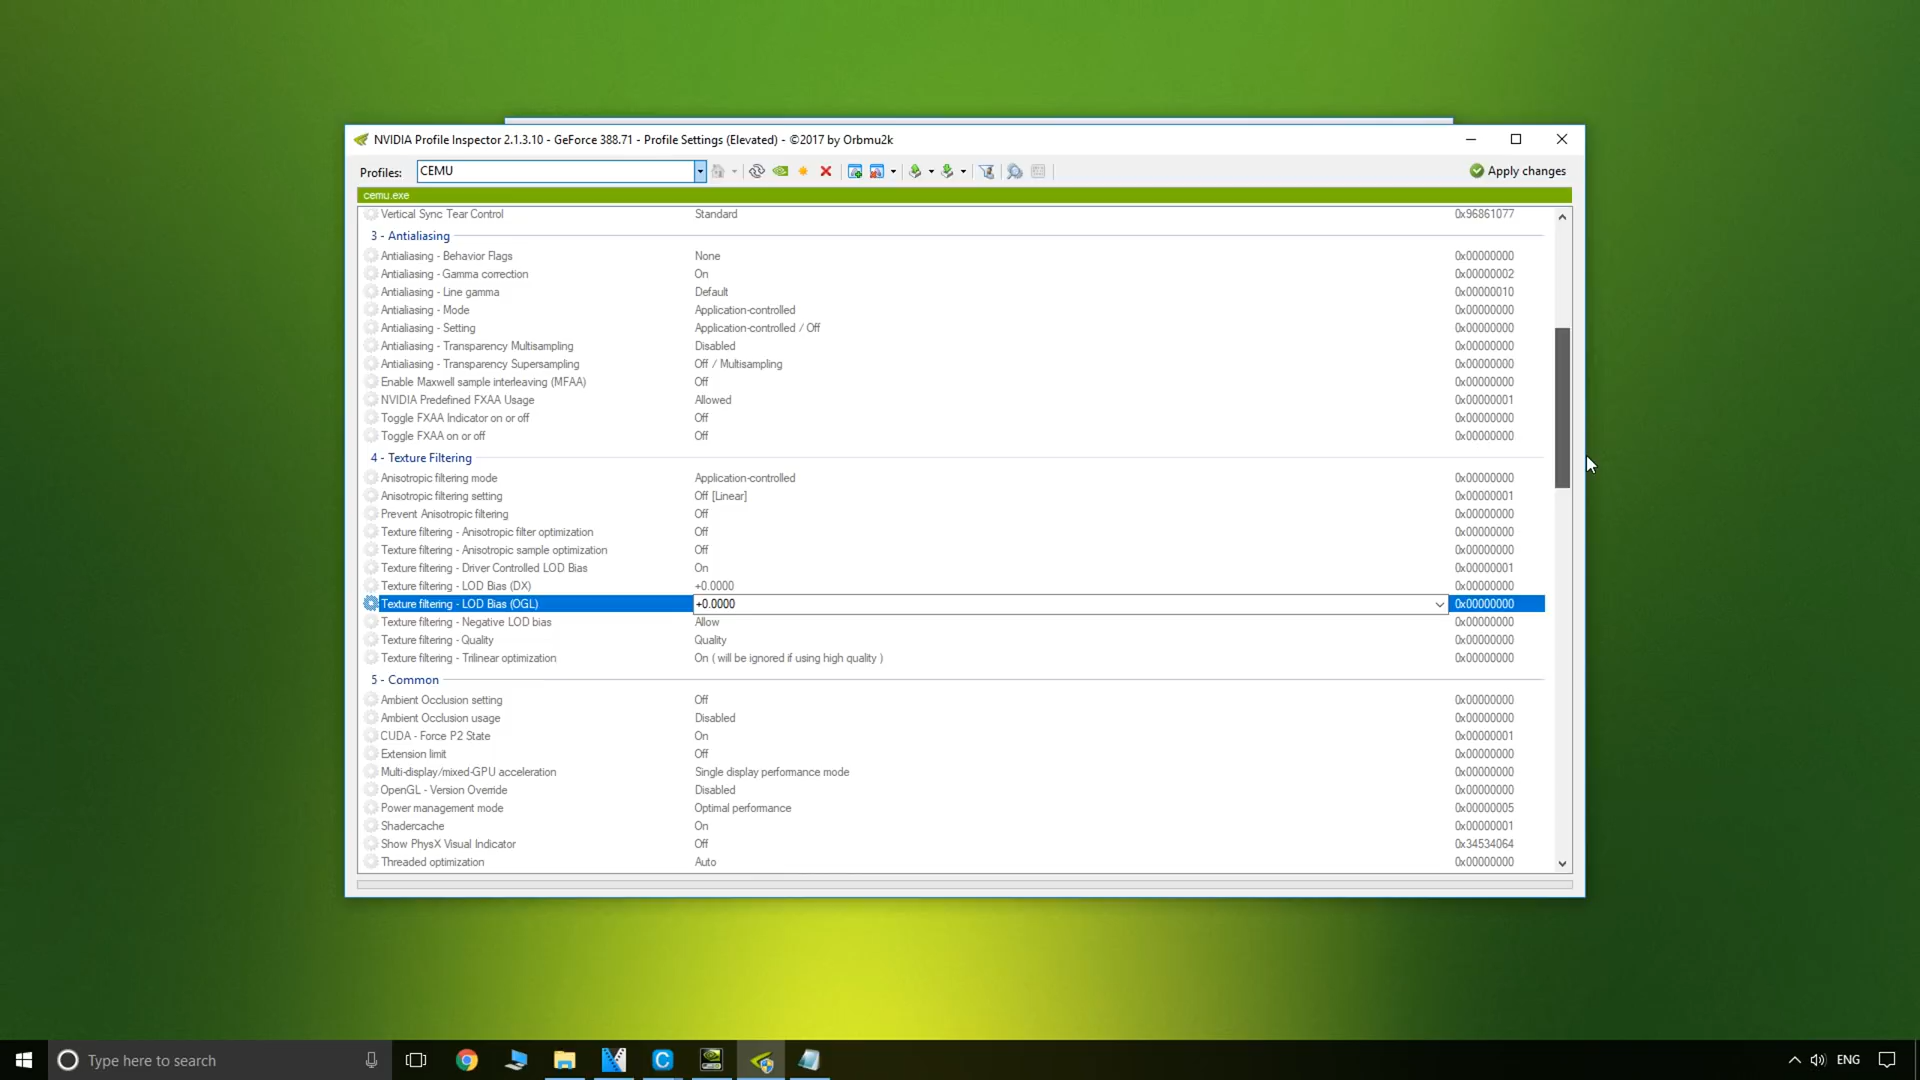 NVIDIA Profile Inspector 2.1.3.10 - GeForce 388.71 - Profile Settings (Elevated) - ©2017 by Orbmu2k
Profiles: CEMU Apply changes
cemu.exe
Vertical Sync Tear Control Standard 0x96861077
3 - Antialiasing
Antialiasing - Behavior Flags None 0x00000000
Antialiasing - Gamma correction On 0x00000002
Antialiasing - Line gamma Default 0x00000010
Antialiasing - Mode Application-controlled 0x00000000
Antialiasing - Setting Application-controlled / Off 0x00000000
Antialiasing - Transparency Multisampling Disabled 0x00000000
Antialiasing - Transparency Supersampling Off / Multisampling 0x00000000
Enable Maxwell sample interleaving (MFAA) Off 0x00000000
NVIDIA Predefined FXAA Usage Allowed 0x00000001
Toggle FXAA Indicator on or off Off 0x00000000
Toggle FXAA on or off Off 0x00000000
4 - Texture Filtering
Anisotropic filtering mode Application-controlled 0x00000000
Anisotropic filtering setting Off [Linear] 0x00000001
Prevent Anisotropic filtering Off 0x00000000
Texture filtering - Anisotropic filter optimization Off 0x00000000
Texture filtering - Anisotropic sample optimization Off 0x00000000
Texture filtering - Driver Controlled LOD Bias On 0x00000001
Texture filtering - LOD Bias (DX) +0.0000 0x00000000
Texture filtering - LOD Bias (OGL) +0.0000 0x00000000
Texture filtering - Negative LOD bias Allow 0x00000000
Texture filtering - Quality Quality 0x00000000
Texture filtering - Trilinear optimization On ( will be ignored if using high quality ) 0x00000000
5 - Common
Ambient Occlusion setting Off 0x00000000
Ambient Occlusion usage Disabled 0x00000000
CUDA - Force P2 State On 0x00000001
Extension limit Off 0x00000000
Multi-display/mixed-GPU acceleration Single display performance mode 0x00000000
OpenGL - Version Override Disabled 0x00000000
Power management mode Optimal performance 0x00000005
Shadercache On 0x00000001
Show PhysX Visual Indicator Off 0x34534064
Threaded optimization Auto 0x00000000
Type here to search ENG